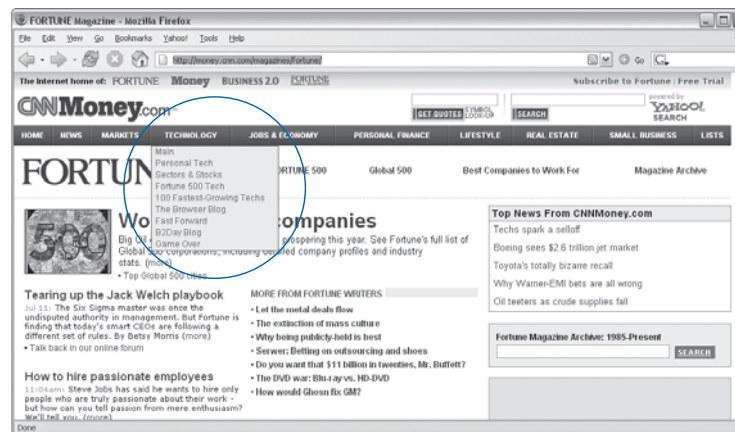 FORTUNE Magazine - Mozilla Firefox
File Edit View Go Bookmarks Yahoo! Tools Help
http://money.cnn.com/magazines/fortune/ Go G
The Internet home of: FORTUNE Money BUSINESS 2.0 FORTUNE Subscribe to Fortune: Free Trial
CNNMoney.com
GET QUOTES SYMBOL LOOK-UP SEARCH powered by YAHOO! SEARCH
HOME NEWS MARKETS TECHNOLOGY JOBS & ECONOMY PERSONAL FINANCE LIFESTYLE REAL ESTATE SMALL BUSINESS LISTS
Main
Personal Tech
Sectors & Stocks
Fortune 500 Tech
100 Fastest-Growing Techs
The Browser Blog
Fast Forward
B2Day Blog
Game Over
FORTUNE 500 Global 500 Best Companies to Work For Magazine Archive
500
companies
Big Oil prospering this year. See Fortune's full list of
Global 500 corporations, including detailed company profiles and industry
stats. (more)
• Top Global 500 cities
Tearing up the Jack Welch playbook
Jul 11: The Six Sigma master was once the
undisputed authority in management. But Fortune is
finding that today's smart CEOs are following a
different set of rules. By Betsy Morris (more)
• Talk back in our online forum
How to hire passionate employees
11:04am: Steve Jobs has said he wants to hire only
people who are truly passionate about their work -
but how can you tell passion from mere enthusiasm?
We'll tell you. (more)
MORE FROM FORTUNE WRITERS
• Let the metal deals flow
• The extinction of mass culture
• Why being publicly-held is best
• Serwer: Betting on outsourcing and shoes
• Do you want that $11 billion in twenties, Mr. Buffett?
• The DVD war: Blu-ray vs. HD-DVD
• How would Ghosn fix GM?
Top News From CNNMoney.com
Techs spark a selloff
Boeing sees $2.6 trillion jet market
Toyota's totally bizarre recall
Why Warner-EMI bets are all wrong
Oil teeters as crude supplies fall
Fortune Magazine Archive: 1985-Present
SEARCH
Done